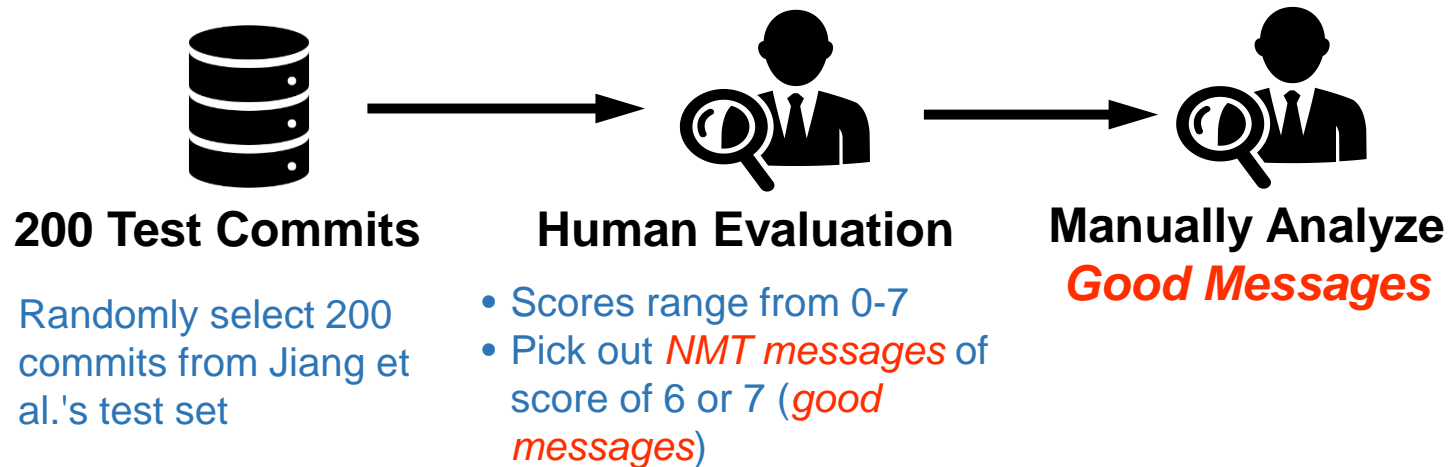 200 Test Commits
Randomly select 200
commits from Jiang et
al.'s test set
Human Evaluation
• Scores range from 0-7
• Pick out NMT messages of
score of 6 or 7 (good
messages)
Manually Analyze
Good Messages